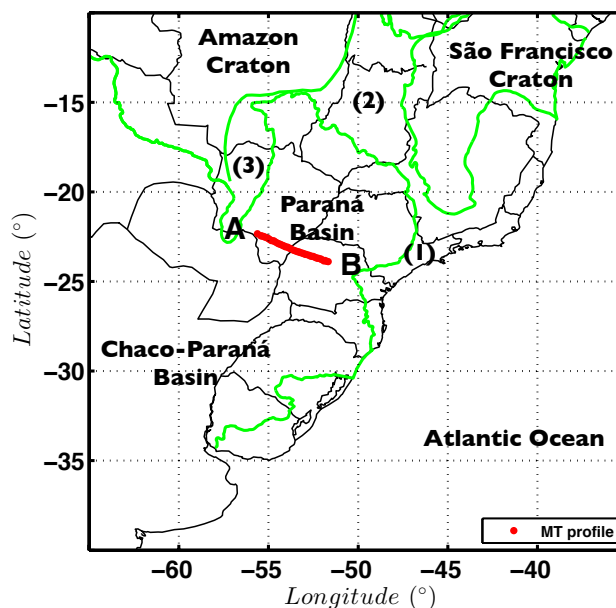 Amazon
Craton
São Francisco
Craton
(2)
(3)
Paraná
Basin
A
B
(1)
Chaco-Paraná
Basin
Atlantic Ocean
MT profile
−15
−20
−25
−30
−35
Latitude (°)
−60
−55
−50
−45
−40
Longitude (°)